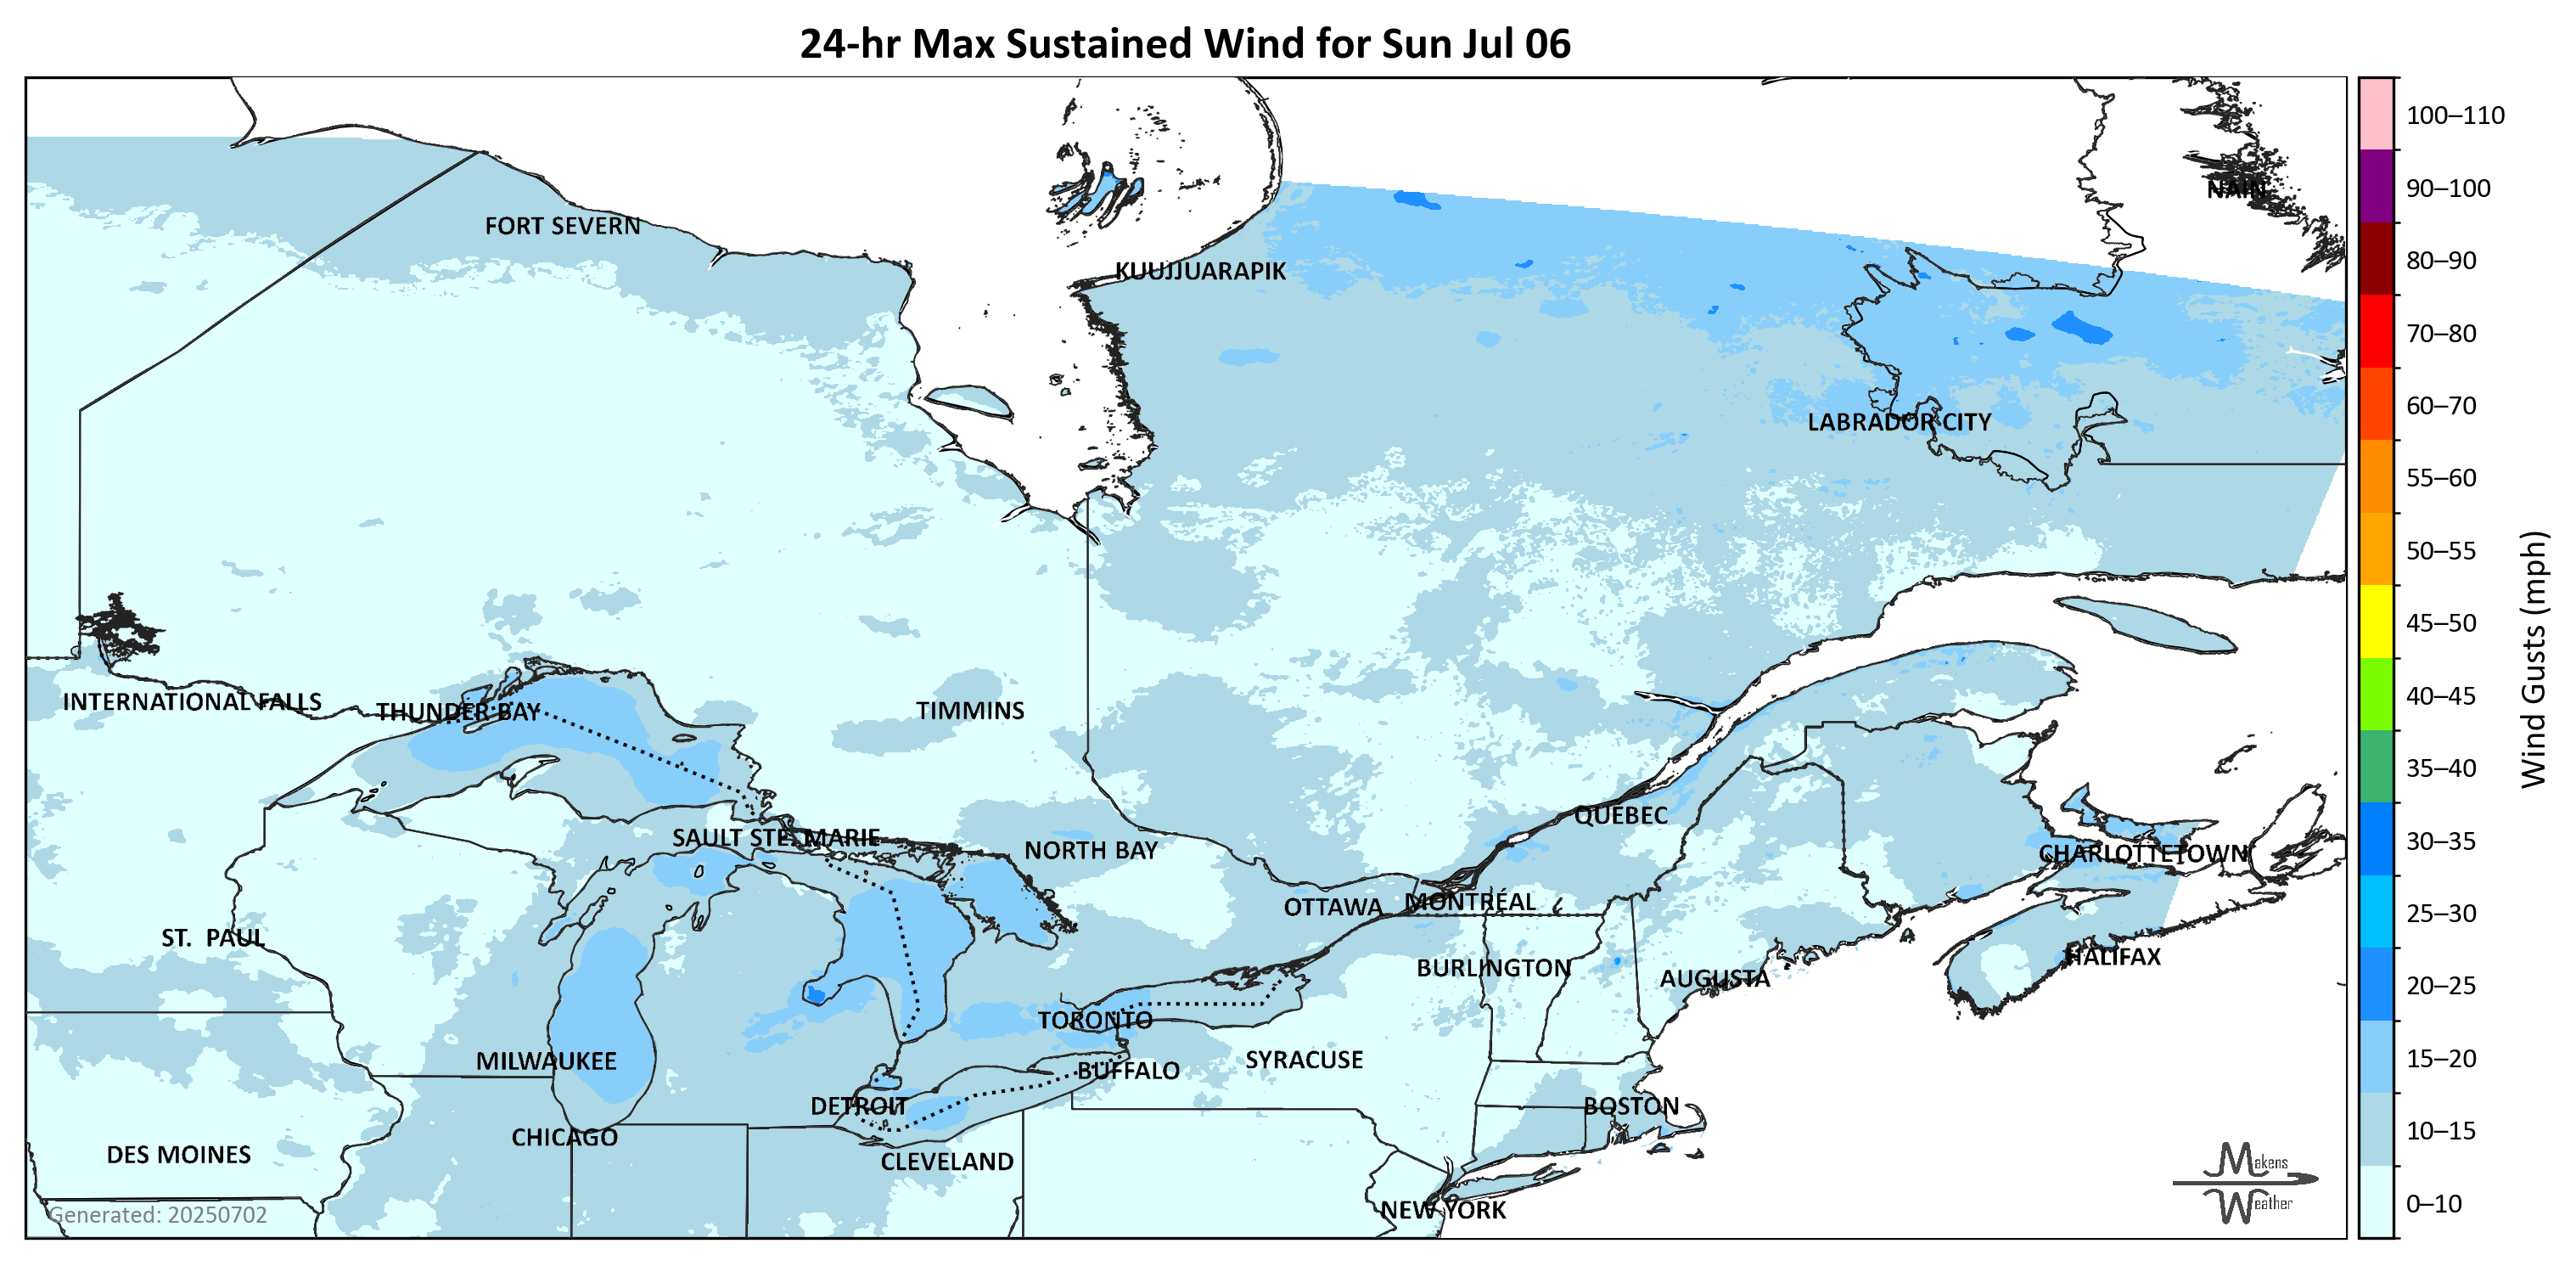 24-hr Max Sustained Wind for Sun Jul 06
NAIN
FORT SEVERN
KUUJJUARAPIK
LABRADOR CITY
INTERNATIONAL FALLS
THUNDER BAY
TIMMINS
QUEBEC
SAULT STE. MARIE
NORTH BAY
CHARLOTTETOWN
OTTAWA
MONTRÉAL
ST. PAUL
HALIFAX
BURLINGTON
AUGUSTA
TORONTO
MILWAUKEE
SYRACUSE
BUFFALO
DETROIT
BOSTON
CHICAGO
DES MOINES
CLEVELAND
NEW YORK
Generated: 20250702
Makens
Weather
100–110
90–100
80–90
70–80
60–70
55–60
50–55
45–50
40–45
35–40
30–35
25–30
20–25
15–20
10–15
0–10
Wind Gusts (mph)